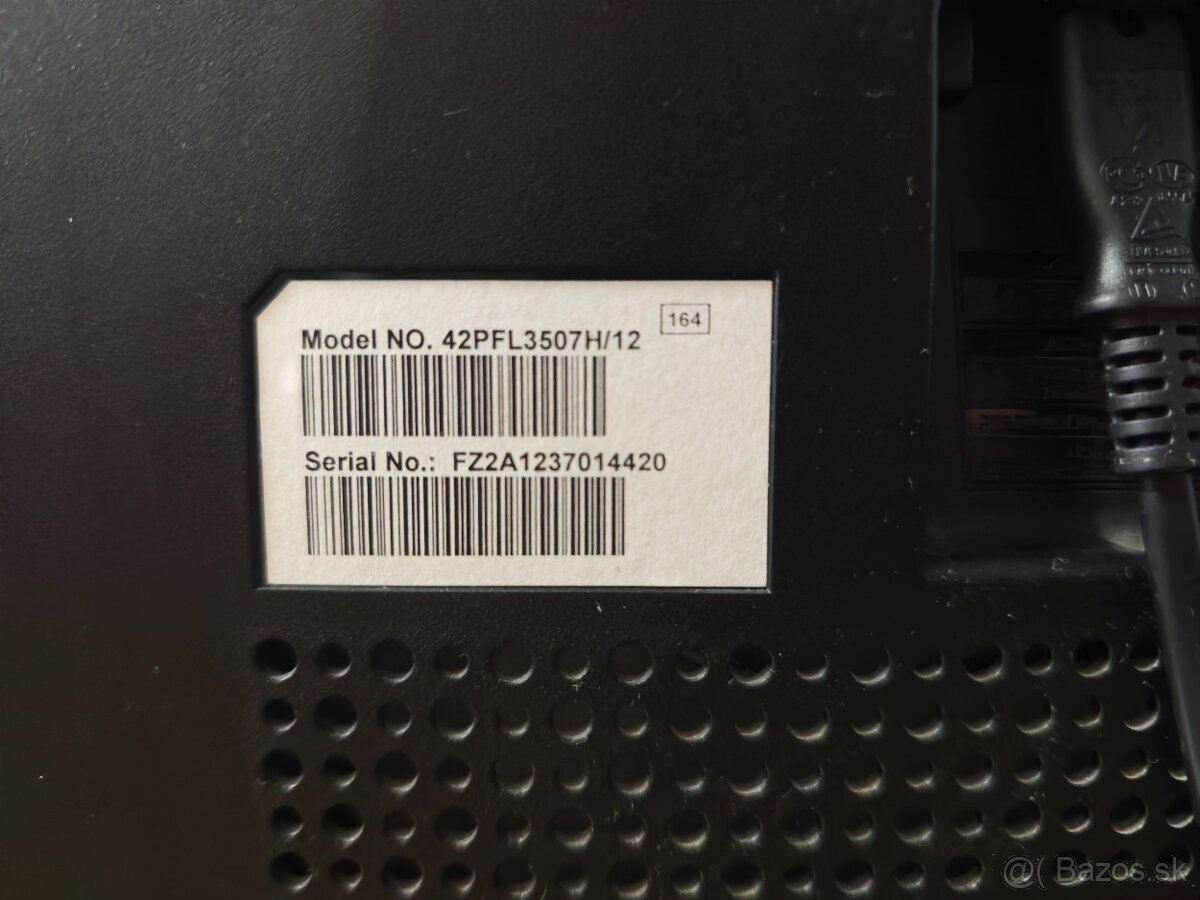 164
Model NO. 42PFL3507H/12
Serial No.: FZ2A1237014420
@( Bazos.sk